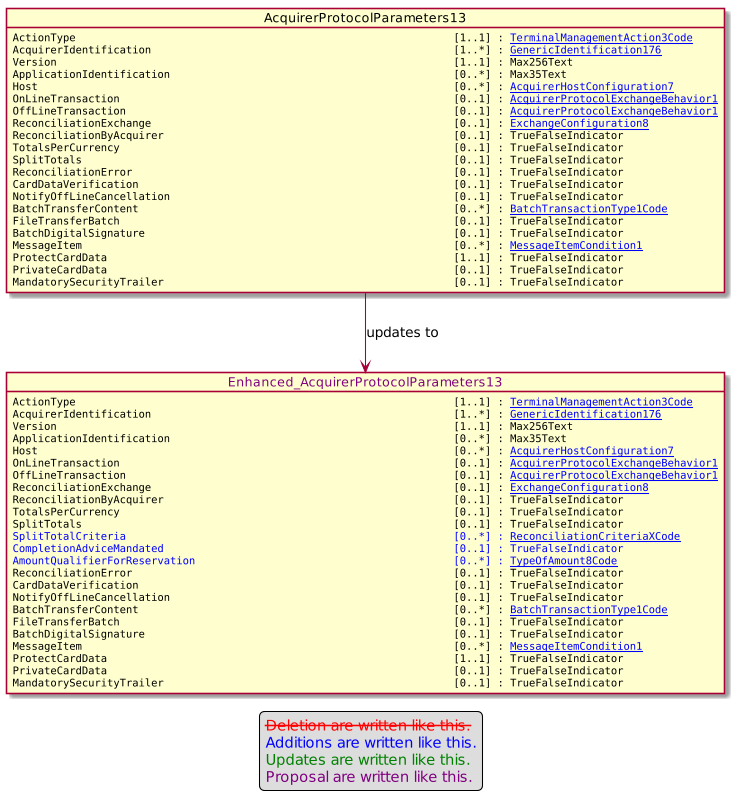 AcquirerProtocolParameters13
ActionType [1..1] : TerminalManagementAction3Code
AcquirerIdentification [1..*] : GenericIdentification176
Version [1..1] : Max256Text
ApplicationIdentification [0..*] : Max35Text
Host [0..*] : AcquirerHostConfiguration7
OnLineTransaction [0..1] : AcquirerProtocolExchangeBehavior1
OffLineTransaction [0..1] : AcquirerProtocolExchangeBehavior1
ReconciliationExchange [0..1] : ExchangeConfiguration8
ReconciliationByAcquirer [0..1] : TrueFalseIndicator
TotalsPerCurrency [0..1] : TrueFalseIndicator
SplitTotals [0..1] : TrueFalseIndicator
ReconciliationError [0..1] : TrueFalseIndicator
CardDataVerification [0..1] : TrueFalseIndicator
NotifyOffLineCancellation [0..1] : TrueFalseIndicator
BatchTransferContent [0..*] : BatchTransactionType1Code
FileTransferBatch [0..1] : TrueFalseIndicator
BatchDigitalSignature [0..1] : TrueFalseIndicator
MessageItem [0..*] : MessageItemCondition1
ProtectCardData [1..1] : TrueFalseIndicator
PrivateCardData [0..1] : TrueFalseIndicator
MandatorySecurityTrailer [0..1] : TrueFalseIndicator
updates to
Enhanced_AcquirerProtocolParameters13
ActionType [1..1] : TerminalManagementAction3Code
AcquirerIdentification [1..*] : GenericIdentification176
Version [1..1] : Max256Text
ApplicationIdentification [0..*] : Max35Text
Host [0..*] : AcquirerHostConfiguration7
OnLineTransaction [0..1] : AcquirerProtocolExchangeBehavior1
OffLineTransaction [0..1] : AcquirerProtocolExchangeBehavior1
ReconciliationExchange [0..1] : ExchangeConfiguration8
ReconciliationByAcquirer [0..1] : TrueFalseIndicator
TotalsPerCurrency [0..1] : TrueFalseIndicator
SplitTotals [0..1] : TrueFalseIndicator
SplitTotalCriteria [0..*] : ReconciliationCriteriaXCode
CompletionAdviceMandated [0..1] : TrueFalseIndicator
AmountQualifierForReservation [0..*] : TypeOfAmount8Code
ReconciliationError [0..1] : TrueFalseIndicator
CardDataVerification [0..1] : TrueFalseIndicator
NotifyOffLineCancellation [0..1] : TrueFalseIndicator
BatchTransferContent [0..*] : BatchTransactionType1Code
FileTransferBatch [0..1] : TrueFalseIndicator
BatchDigitalSignature [0..1] : TrueFalseIndicator
MessageItem [0..*] : MessageItemCondition1
ProtectCardData [1..1] : TrueFalseIndicator
PrivateCardData [0..1] : TrueFalseIndicator
MandatorySecurityTrailer [0..1] : TrueFalseIndicator
Deletion are written like this.
Additions are written like this.
Updates are written like this.
Proposal are written like this.